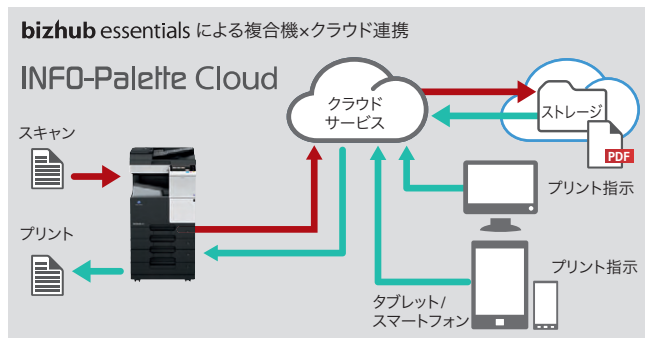 bizhub essentials による複合機×クラウド連携
INFO-Palette Cloud
クラウド
サービス
ストレージ
PDF
スキャン
プリント
プリント指示
プリント指示
タブレット/
スマートフォン